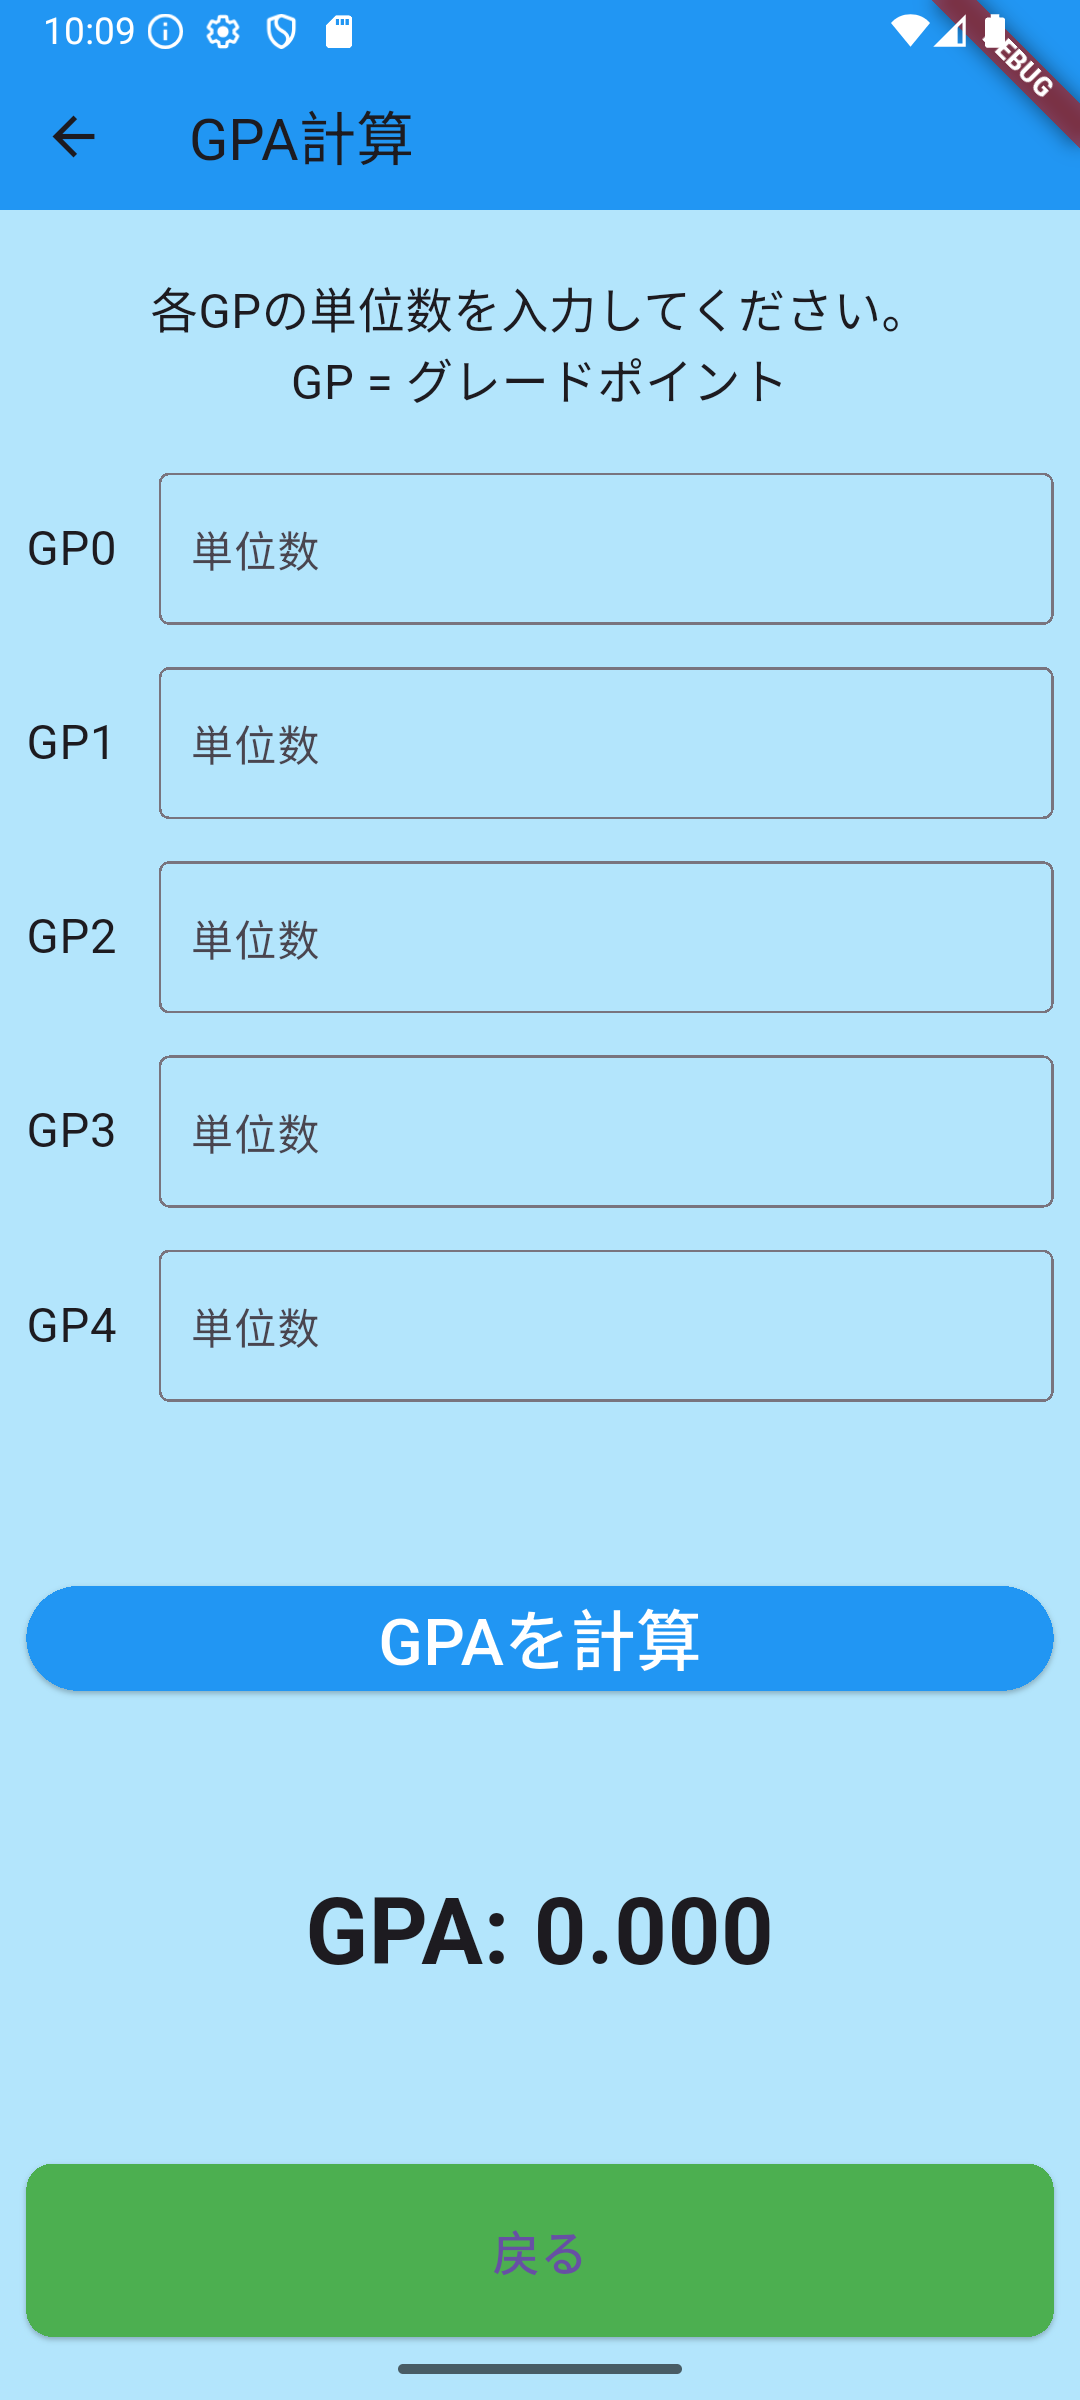 10:09
DEBUG
GPA計算
各GPの単位数を入力してください。
GP = グレードポイント
GP0 単位数
GP1 単位数
GP2 単位数
GP3 単位数
GP4 単位数
GPAを計算
GPA: 0.000
戻る